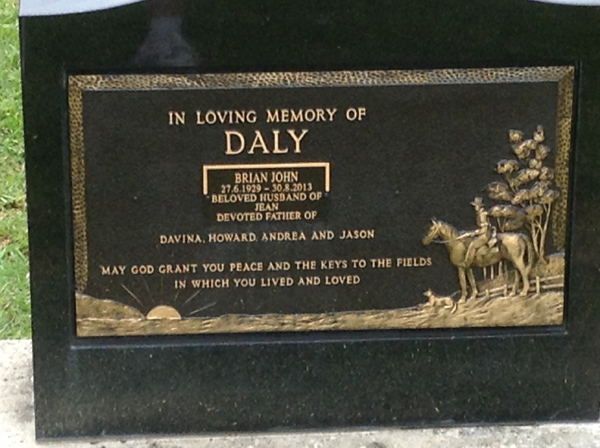 IN LOVING MEMORY OF
DALY
BRIAN JOHN
27.6.1929 - 30.8.2013
BELOVED HUSBAND OF
JEAN
DEVOTED FATHER OF
DAVINA, HOWARD, ANDREA AND JASON
MAY GOD GRANT YOU PEACE AND THE KEYS TO THE FIELDS
IN WHICH YOU LIVED AND LOVED